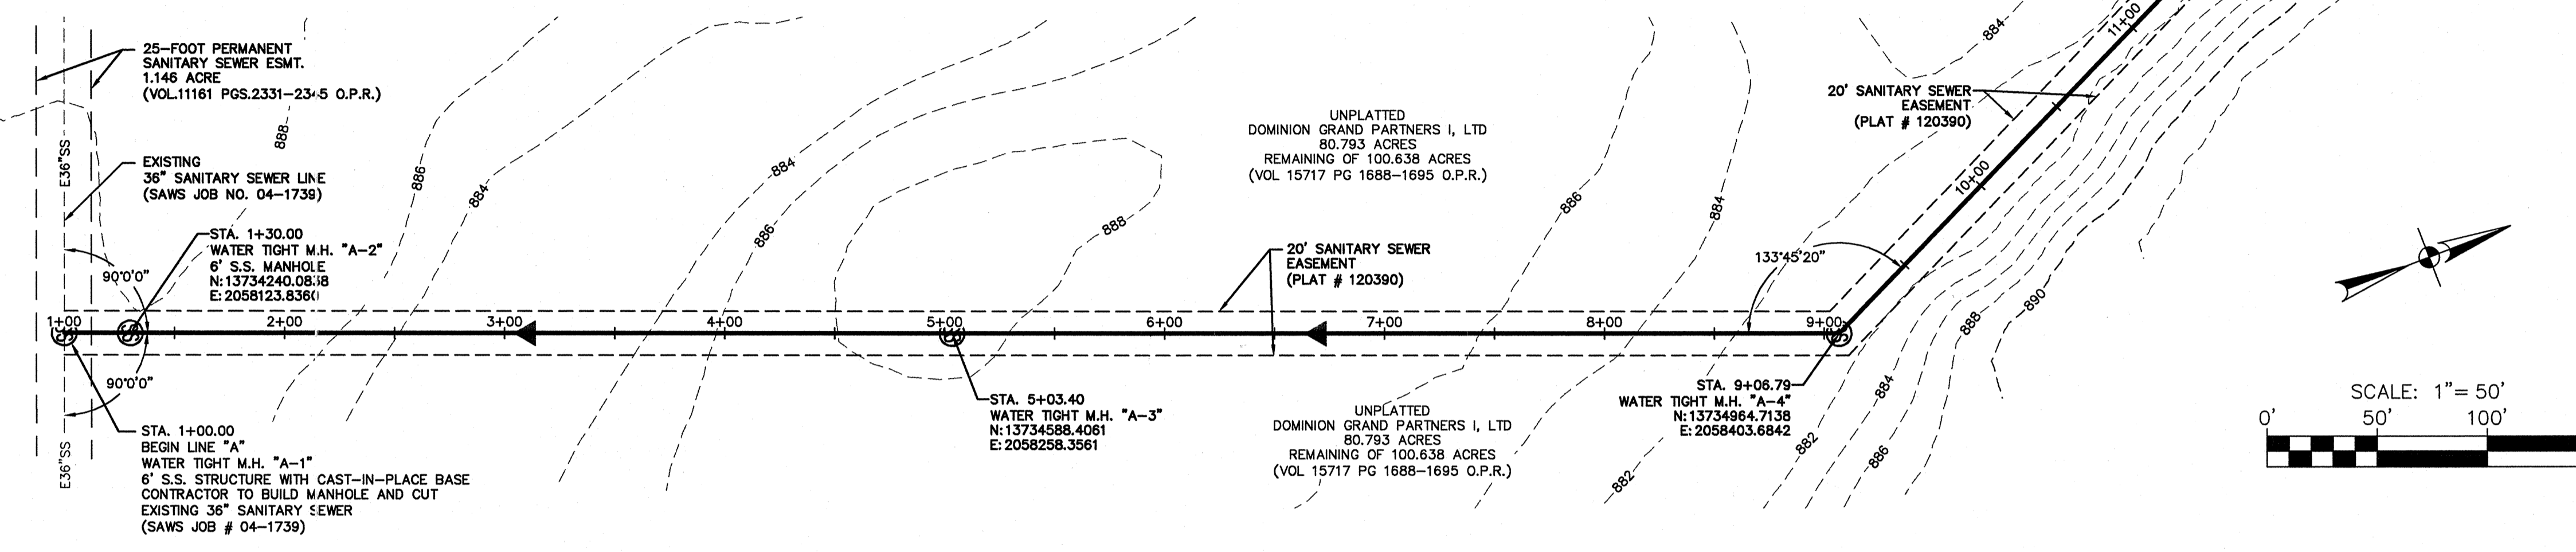 25-FOOT PERMANENT
SANITARY SEWER ESMT.
1.146 ACRE
(VOL.11161 PGS.2331-2345 O.P.R.)
E36"SS
EXISTING
36" SANITARY SEWER LINE
(SAWS JOB NO. 04-1739)
STA. 1+30.00
WATER TIGHT M.H. "A-2"
6' S.S. MANHOLE
N:13734240.08
E:2058123.836
90°0'0"
90°0'0"
888
886
884
884
886
888
UNPLATTED
DOMINION GRAND PARTNERS I, LTD
80.793 ACRES
REMAINING OF 100.638 ACRES
(VOL 15717 PG 1688-1695 O.P.R.)
20' SANITARY SEWER
EASEMENT
(PLAT # 120390)
886
884
884
20' SANITARY SEWER
EASEMENT
(PLAT # 120390)
11+00
10+00
133°45'20"
1+00
2+00
3+00
4+00
5+00
6+00
7+00
8+00
9+00
SS
SS
SS
SS
STA. 1+00.00
BEGIN LINE "A"
WATER TIGHT M.H. "A-1"
6' S.S. STRUCTURE WITH CAST-IN-PLACE BASE
CONTRACTOR TO BUILD MANHOLE AND CUT
EXISTING 36" SANITARY SEWER
(SAWS JOB # 04-1739)
E36"SS
STA. 5+03.40
WATER TIGHT M.H. "A-3"
N:13734588.4061
E:2058258.3561
UNPLATTED
DOMINION GRAND PARTNERS I, LTD
80.793 ACRES
REMAINING OF 100.638 ACRES
(VOL 15717 PG 1688-1695 O.P.R.)
STA. 9+06.79
WATER TIGHT M.H. "A-4"
N:13734964.7138
E:2058403.6842
882
882
884
886
888
890
SCALE: 1"= 50'
0'
50'
100'